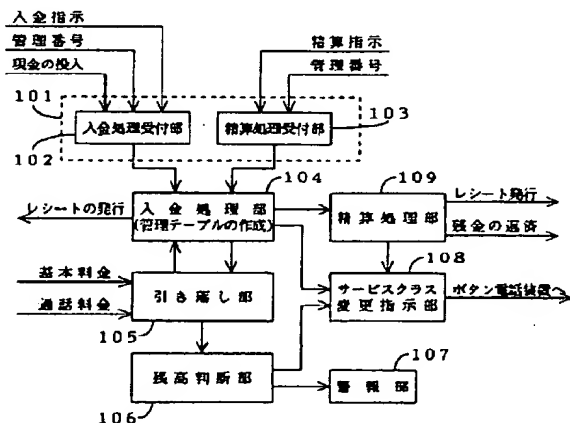 入金指示
管理番号
現金の投入
精算指示
管理番号
101
102
入金処理受付部
精算処理受付部
103
104
109
レシートの発行
入金処理部
(管理テーブルの作成)
精算処理部
レシート発行
残金の返済
基本料金
通話料金
引き落し部
105
108
サービスクラス
変更指示部
ボタン電話装置へ
残高判断部
106
107
警報部